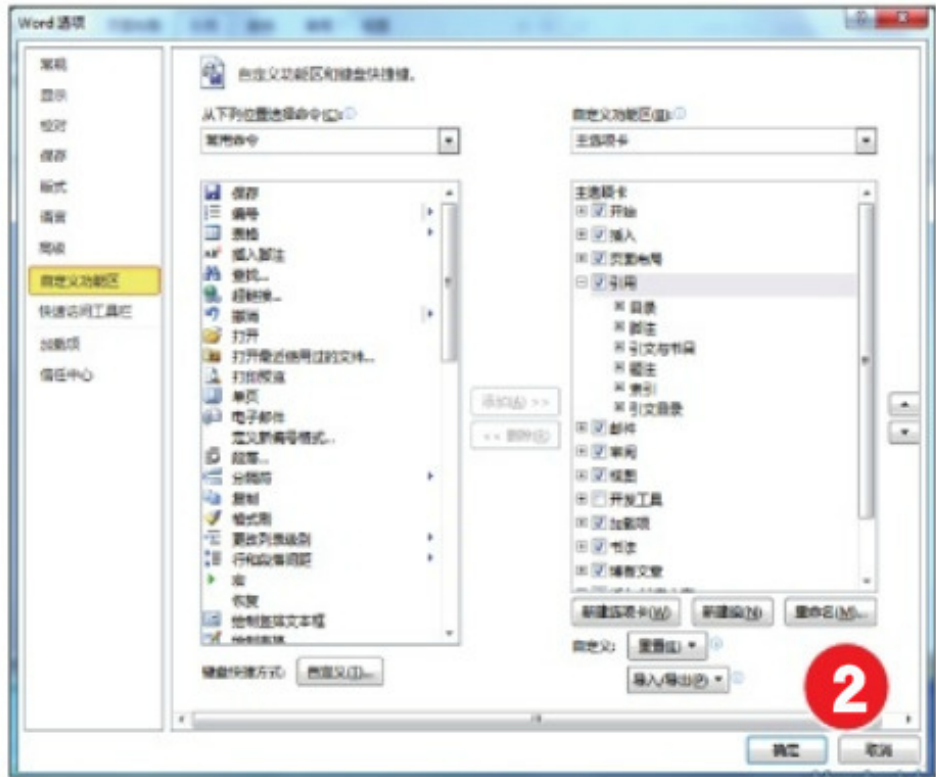 Word 选项
常规
显示
校对
保存
版式
语言
高级
自定义功能区
快速访问工具栏
加载项
信任中心
自定义功能区和键盘快捷键。
从下列位置选择命令(C):
常用命令
保存
编号
表格
插入脚注
查找...
超链接...
撤消
打开
打开最近使用过的文件...
打印预览
单页
电子邮件
定义新编号格式...
段落...
分隔符
复制
格式刷
更改列表级别
行和段落间距
宏
恢复
绘制竖排文本框
绘制表格
键盘快捷方式:
自定义(T)...
添加(A) >>
<< 删除(R)
自定义功能区(B):
主选项卡
主选项卡
开始
插入
页面布局
引用
目录
脚注
引文与书目
题注
索引
引文目录
邮件
审阅
视图
开发工具
加载项
书法
博客文章
新建选项卡(W)
新建组(N)
重命名(M)...
自定义:
重置(E)
导入/导出(P)
2
确定
取消